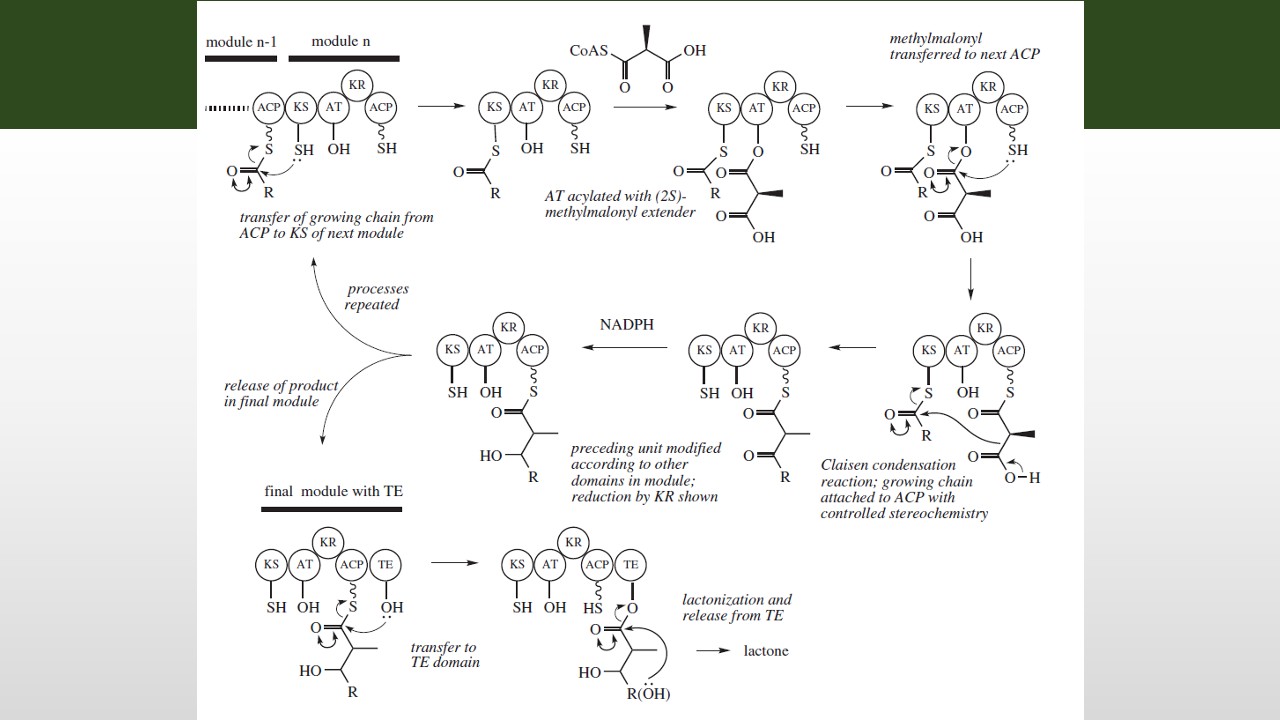 module n-1
module n
ACP KS AT KR ACP
S SH OH SH
O
R
transfer of growing chain from
ACP to KS of next module
KS AT KR ACP
S OH SH
O
R
CoAS OH
O O
AT acylated with (2S)-
methylmalonyl extender
KS AT KR ACP
S O SH
O O
R
O
OH
methylmalonyl
transferred to next ACP
KS AT KR ACP
S O SH
O O
R
O
OH
processes
repeated
release of product
in final module
KS AT KR ACP
SH OH S
O
HO
R
NADPH
preceding unit modified
according to other
domains in module;
reduction by KR shown
KS AT KR ACP
SH OH S
O
O
R
KS AT KR ACP
S OH S
O O
R
O
O-H
Claisen condensation
reaction; growing chain
attached to ACP with
controlled stereochemistry
final module with TE
KS AT KR ACP TE
SH OH S OH
O
HO
R
transfer to
TE domain
KS AT KR ACP TE
SH OH HS O
O
HO
R(OH)
lactonization and
release from TE
lactone